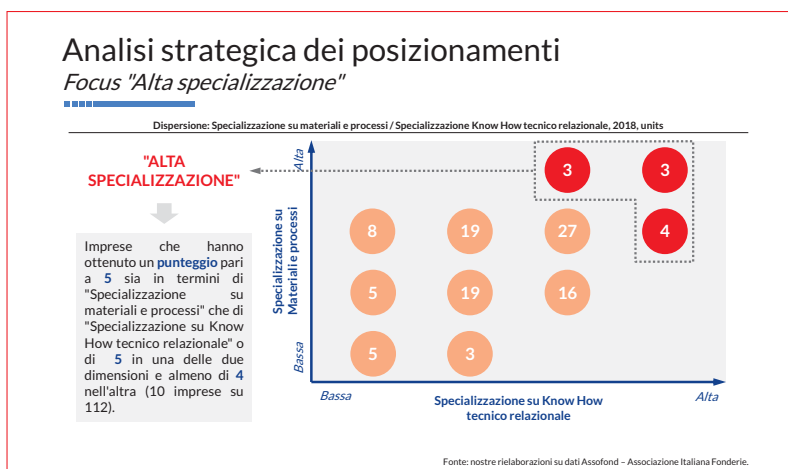 Analisi strategica dei posizionamenti
Focus "Alta specializzazione"
Dispersione: Specializzazione su materiali e processi / Specializzazione Know How tecnico relazionale, 2018, units
"ALTA
SPECIALIZZAZIONE"
Imprese che hanno
ottenuto un punteggio pari
a 5 sia in termini di
"Specializzazione su
materiali e processi" che di
"Specializzazione su Know
How tecnico relazionale" o
di 5 in una delle due
dimensioni e almeno di 4
nell'altra (10 imprese su
112).
Specializzazione su
Materiali e processi
Alta
Bassa
3 3
8 19 27 4
5 19 16
5 3
Bassa
Specializzazione su Know How
tecnico relazionale
Alta
Fonte: nostre rielaborazioni su dati Assofond – Associazione Italiana Fonderie.